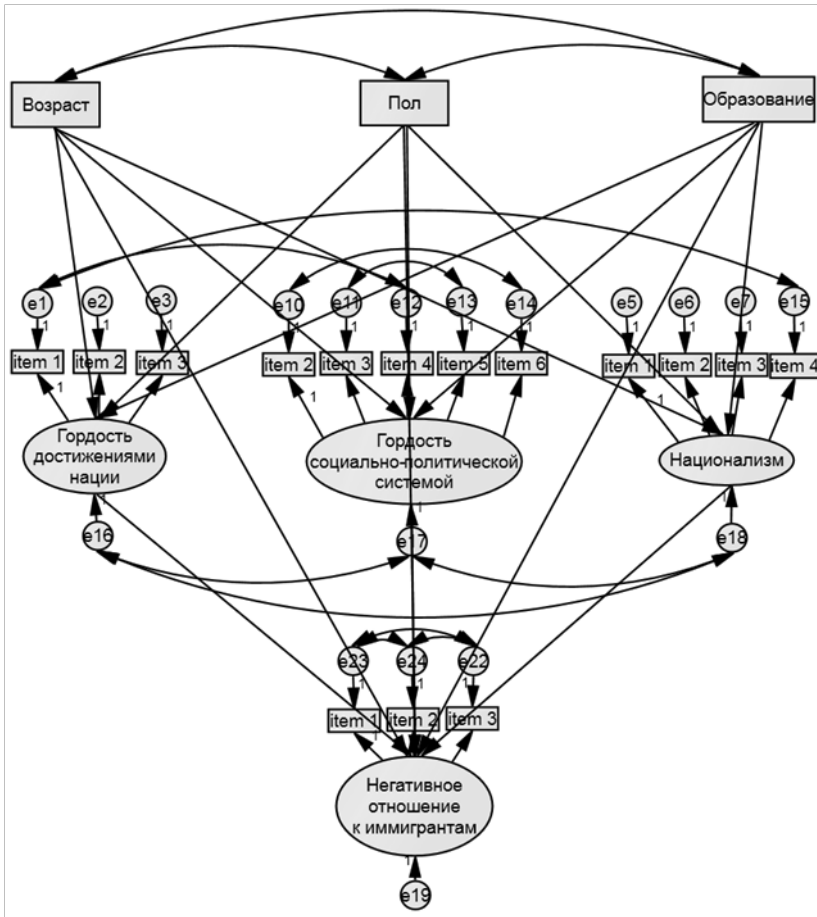 Возраст
Пол
Образование
e1
e2
e3
e10
e11
e12
e13
e14
e5
e6
e7
e15
1
1
1
1
1
1
1
1
1
1
1
1
item 1
item 2
item 3
item 2
item 3
item 4
item 5
item 6
item 1
item 2
item 3
item 4
1
1
1
Гордость
достижениями
нации
Гордость
социально-политической
системой
Национализм
1
1
1
e16
e17
e18
e23
e24
e22
1
1
1
item 1
item 2
item 3
1
Негативное
отношение
к иммигрантам
1
e19